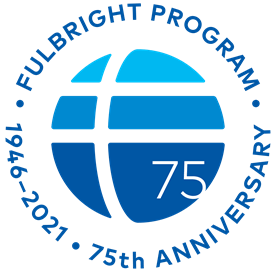 • FULBRIGHT PROGRAM •
1946–2021 • 75th ANNIVERSARY
75